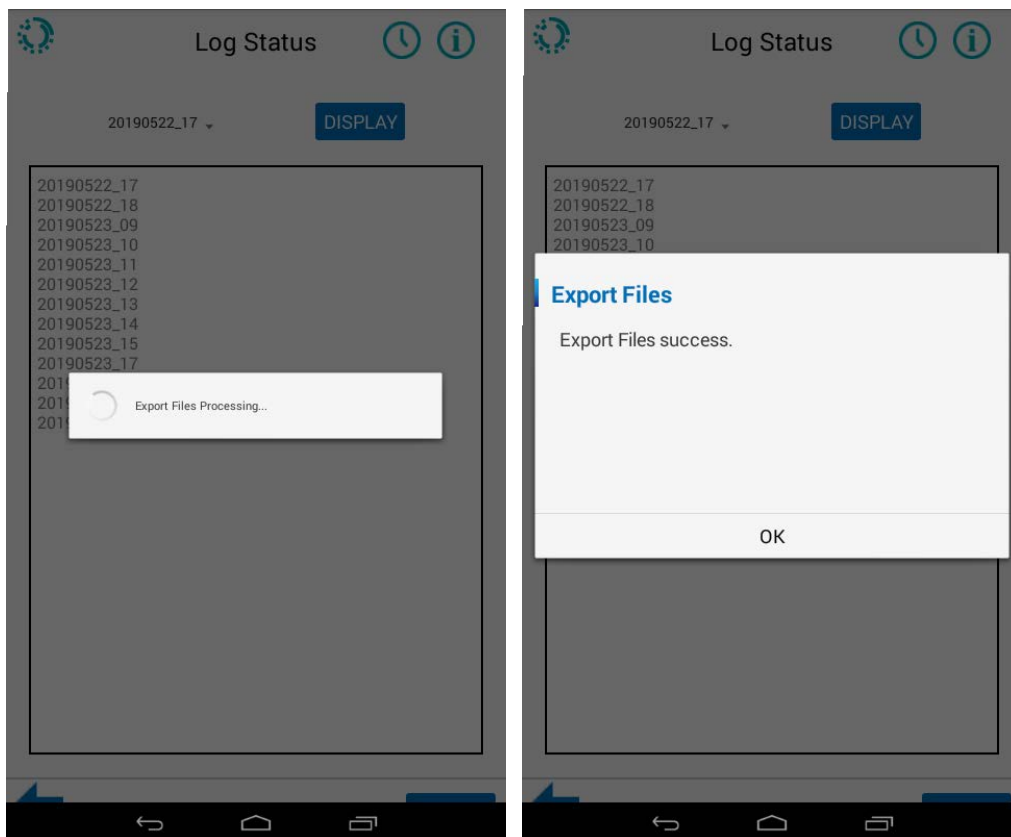 Log Status
20190522_17
DISPLAY
20190522_17
20190522_18
20190523_09
20190523_10
20190523_11
20190523_12
20190523_13
20190523_14
20190523_15
20190523_17
Export Files Processing...
Log Status
20190522_17
DISPLAY
20190522_17
20190522_18
20190523_09
20190523_10
Export Files
Export Files success.
OK